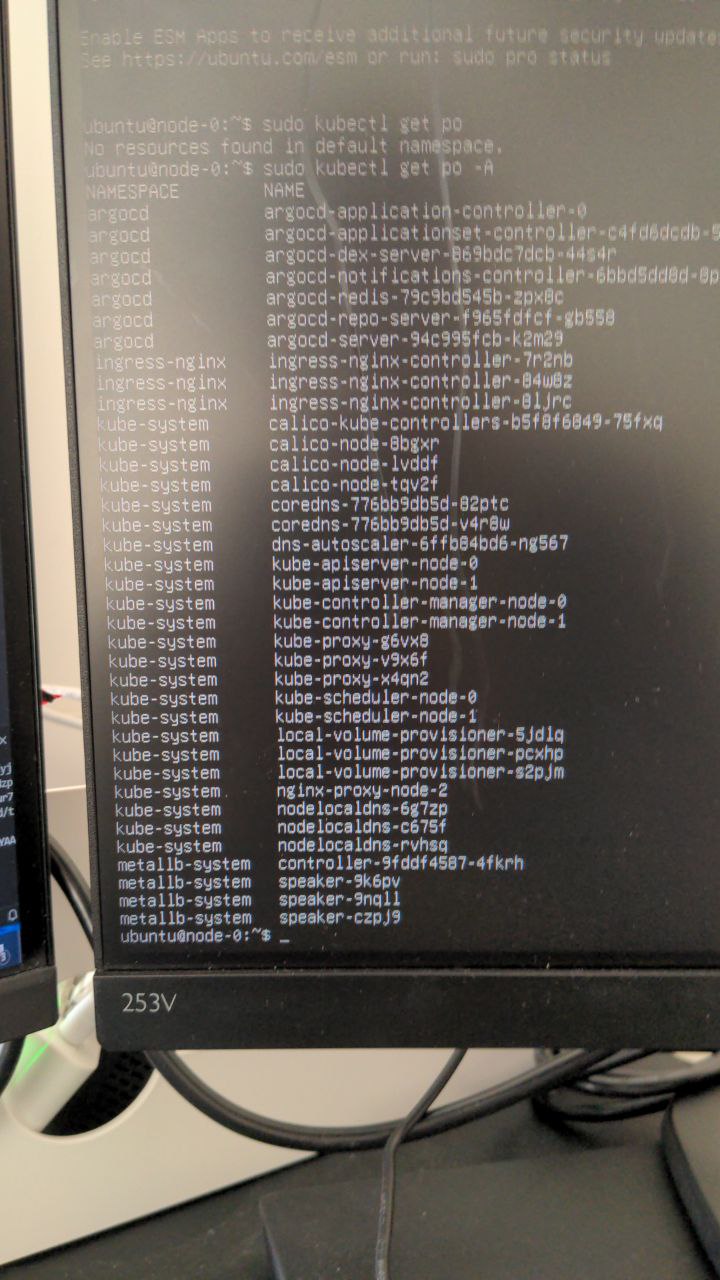 Enable ESM Apps to receive additional future security update
See https://ubuntu.com/esm or run: sudo pro status
ubuntu@node-0:~$ sudo kubectl get po
No resources found in default namespace.
ubuntu@node-0:~$ sudo kubectl get po -A
NAMESPACE NAME
argocd argocd-application-controller-0
argocd argocd-applicationset-controller-c4fd6dcdb-5
argocd argocd-dex-server-869bdc7dcb-44s4r
argocd argocd-notifications-controller-6bbd5dd8d-8p
argocd argocd-redis-79c9bd545b-zpx8c
argocd argocd-repo-server-f965fdfcf-gb558
argocd argocd-server-94c995fcb-k2m29
ingress-nginx ingress-nginx-controller-7r2nb
ingress-nginx ingress-nginx-controller-84w8z
ingress-nginx ingress-nginx-controller-8ljrc
kube-system calico-kube-controllers-b5f8f6849-75fxq
kube-system calico-node-8bgxr
kube-system calico-node-lvddf
kube-system calico-node-tqv2f
kube-system coredns-776bb9db5d-82ptc
kube-system coredns-776bb9db5d-v4r8w
kube-system dns-autoscaler-6ffb84bd6-ng567
kube-system kube-apiserver-node-0
kube-system kube-apiserver-node-1
kube-system kube-controller-manager-node-0
kube-system kube-controller-manager-node-1
kube-system kube-proxy-g6vx8
kube-system kube-proxy-v9x6f
kube-system kube-proxy-x4qn2
kube-system kube-scheduler-node-0
kube-system kube-scheduler-node-1
kube-system local-volume-provisioner-5jdlq
kube-system local-volume-provisioner-pcxhp
kube-system local-volume-provisioner-s2pjm
kube-system nginx-proxy-node-2
kube-system nodelocaldns-6g7zp
kube-system nodelocaldns-c675f
kube-system nodelocaldns-rvhsq
metallb-system controller-9fddf4587-4fkrh
metallb-system speaker-9k6pv
metallb-system speaker-9nqll
metallb-system speaker-czpj9
ubuntu@node-0:~$ _
253V